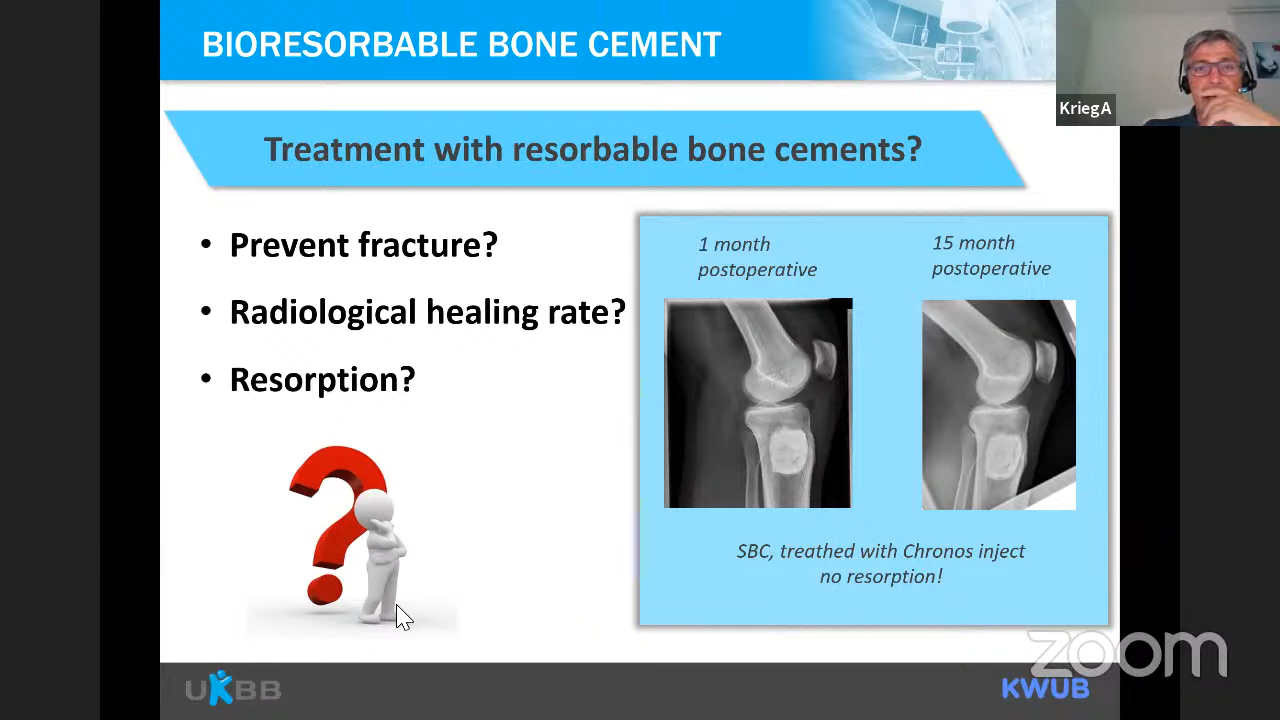 BIORESORBABLE BONE CEMENT
KriegA
Treatment with resorbable bone cements?
• Prevent fracture?
• Radiological healing rate?
• Resorption?
1 month
postoperative
15 month
postoperative
SBC, treathed with Chronos inject
no resorption!
zoom
UKBB
KWUB